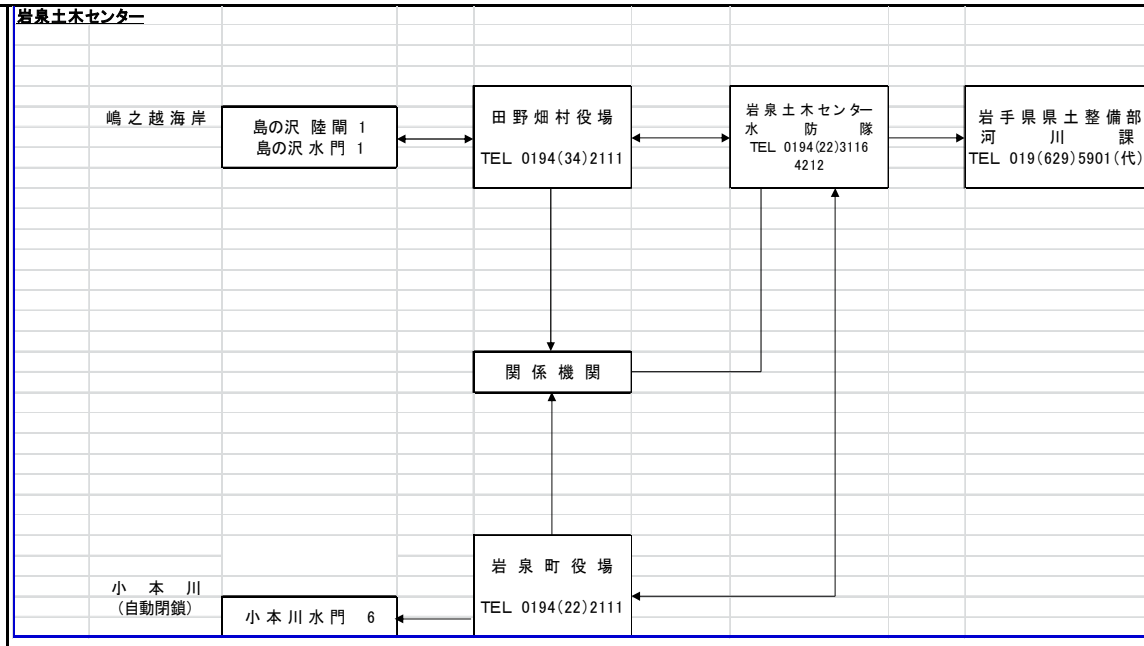 岩泉土木センター
嶋之越海岸
島の沢 陸閘 1
島の沢水門 1
田野畑村役場
TEL 0194(34)2111
岩泉土木センター
水防隊
TEL 0194(22)3116
4212
岩手県県土整備部
河川課
TEL 019(629)5901(代)
関係機関
岩泉町役場
TEL 0194(22)2111
小本川
(自動閉鎖)
小本川水門 6